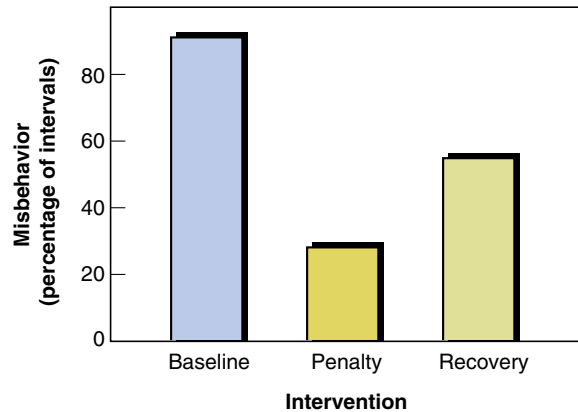 Misbehavior
(percentage of intervals)
80
60
40
20
0
Baseline Penalty Recovery
Intervention